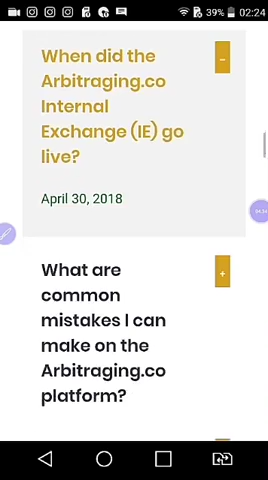 39% 02:24
When did the
Arbitraging.co
Internal
Exchange (IE) go
live?
-
April 30, 2018
What are
common
mistakes I can
make on the
Arbitraging.co
platform?
+